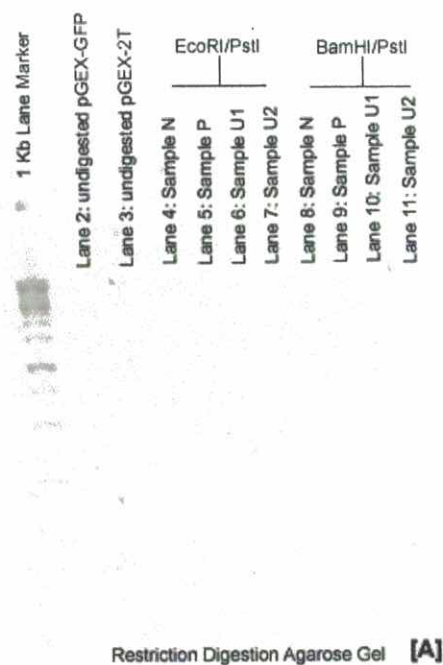 1 Kb Lane Marker
Lane 2: undigested pGEX-GFP
Lane 3: undigested pGEX-2T
EcoRI/PstI
Lane 4: Sample N
Lane 5: Sample P
Lane 6: Sample U1
Lane 7: Sample U2
BamHI/PstI
Lane 8: Sample N
Lane 9: Sample P
Lane 10: Sample U1
Lane 11: Sample U2
Restriction Digestion Agarose Gel [A]